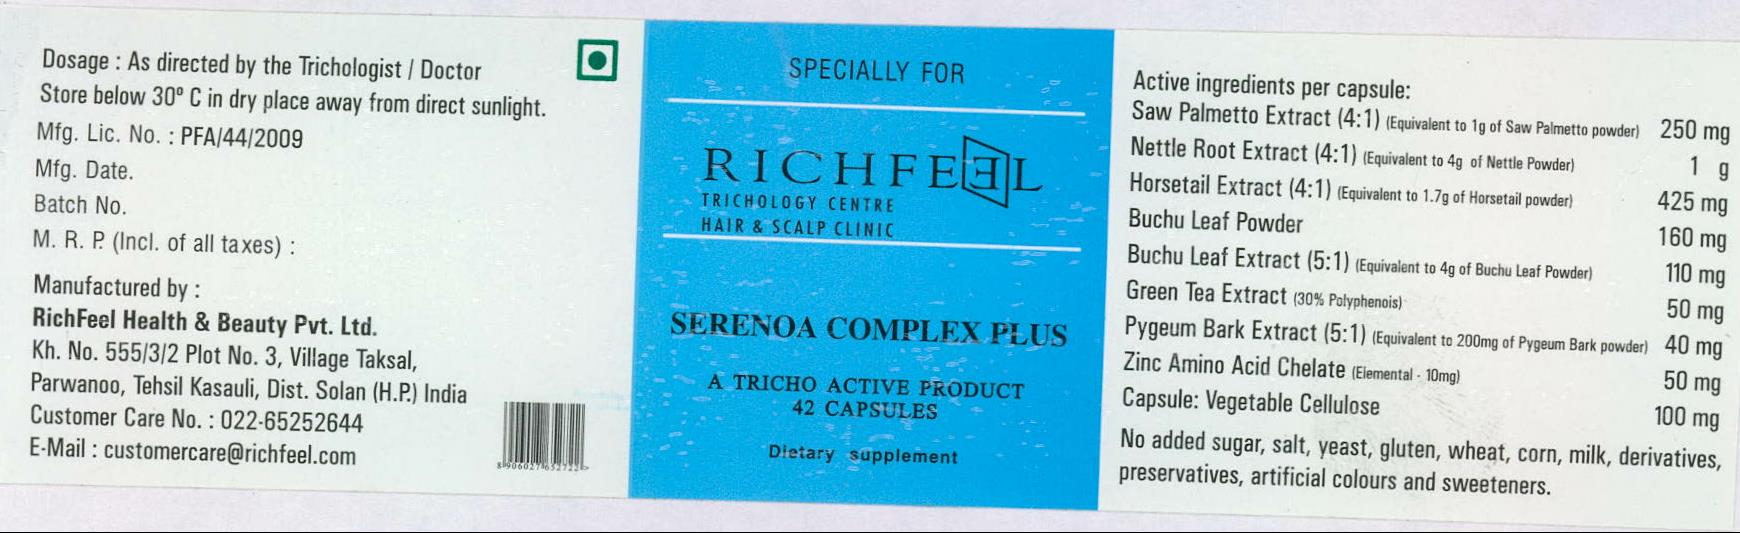 Dosage : As directed by the Trichologist / Doctor
Store below 30º C in dry place away from direct sunlight.
Mfg. Lic. No. : PFA/44/2009
Mfg. Date.
Batch No.
M. R. P. (Incl. of all taxes) :
Manufactured by :
RichFeel Health & Beauty Pvt. Ltd.
Kh. No. 555/3/2 Plot No. 3, Village Taksal,
Parwanoo, Tehsil Kasauli, Dist. Solan (H.P.) India
Customer Care No. : 022-65252644
E-Mail : customercare@richfeel.com
8 906027 652722 >
SPECIALLY FOR
RICHFEEL
TRICHOLOGY CENTRE
HAIR & SCALP CLINIC
SERENOA COMPLEX PLUS
A TRICHO ACTIVE PRODUCT
42 CAPSULES
Dietary supplement
Active ingredients per capsule:
Saw Palmetto Extract (4:1) (Equivalent to 1g of Saw Palmetto powder) 250 mg
Nettle Root Extract (4:1) (Equivalent to 4g of Nettle Powder) 1 g
Horsetail Extract (4:1) (Equivalent to 1.7g of Horsetail powder) 425 mg
Buchu Leaf Powder 160 mg
Buchu Leaf Extract (5:1) (Equivalent to 4g of Buchu Leaf Powder) 110 mg
Green Tea Extract (30% Polyphenois) 50 mg
Pygeum Bark Extract (5:1) (Equivalent to 200mg of Pygeum Bark powder) 40 mg
Zinc Amino Acid Chelate (Elemental - 10mg) 50 mg
Capsule: Vegetable Cellulose 100 mg
No added sugar, salt, yeast, gluten, wheat, corn, milk, derivatives,
preservatives, artificial colours and sweeteners.